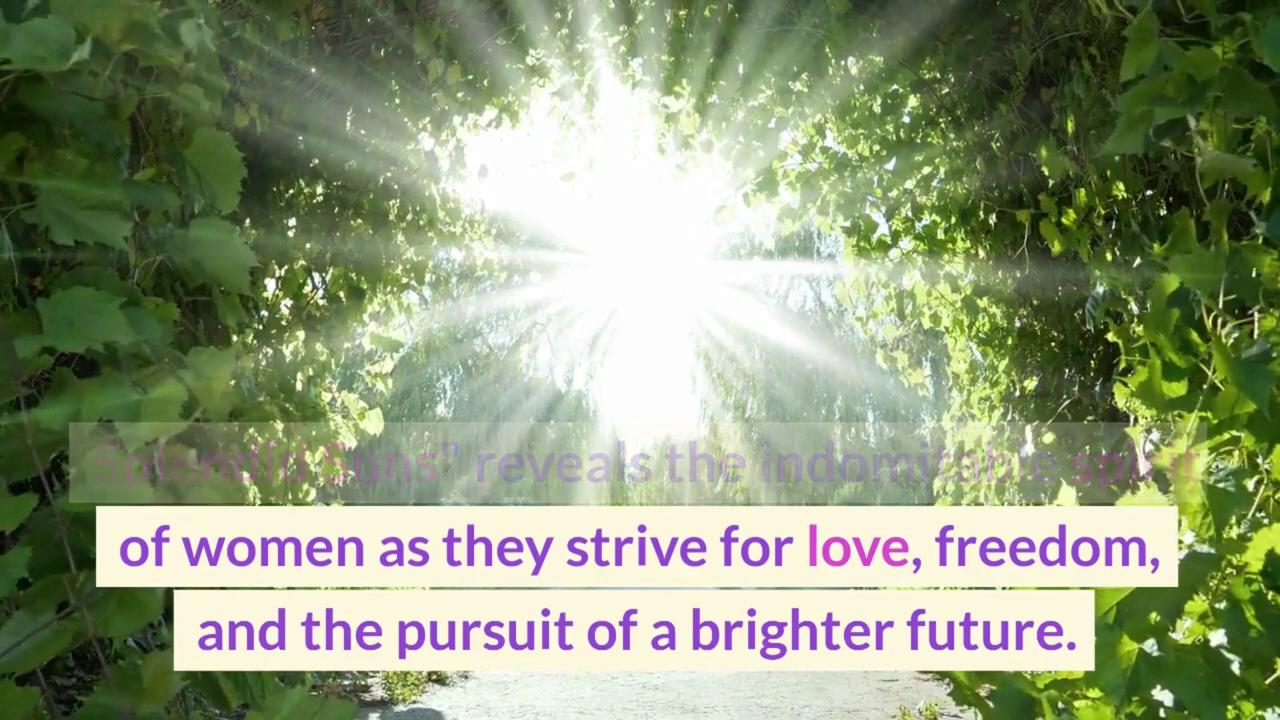 Splendid Suns" reveals the indomitable spirit
of women as they strive for love, freedom,
and the pursuit of a brighter future.